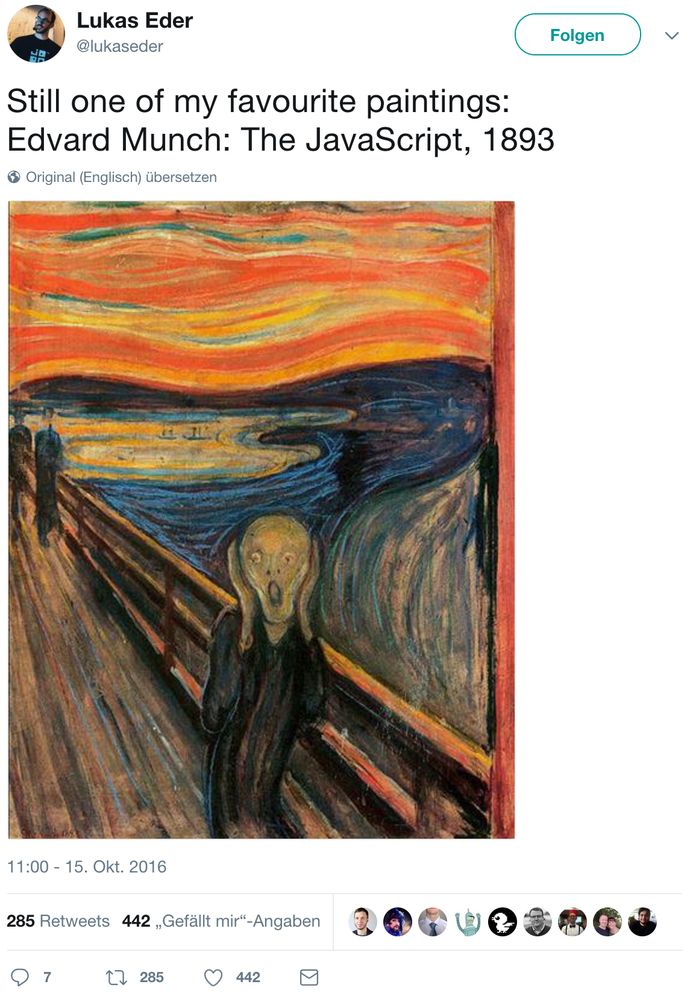 Lukas Eder
@lukaseder
Folgen
Still one of my favourite paintings:
Edvard Munch: The JavaScript, 1893
Original (Englisch) übersetzen
11:00 - 15. Okt. 2016
285 Retweets 442 „Gefällt mir“-Angaben
7 285 442